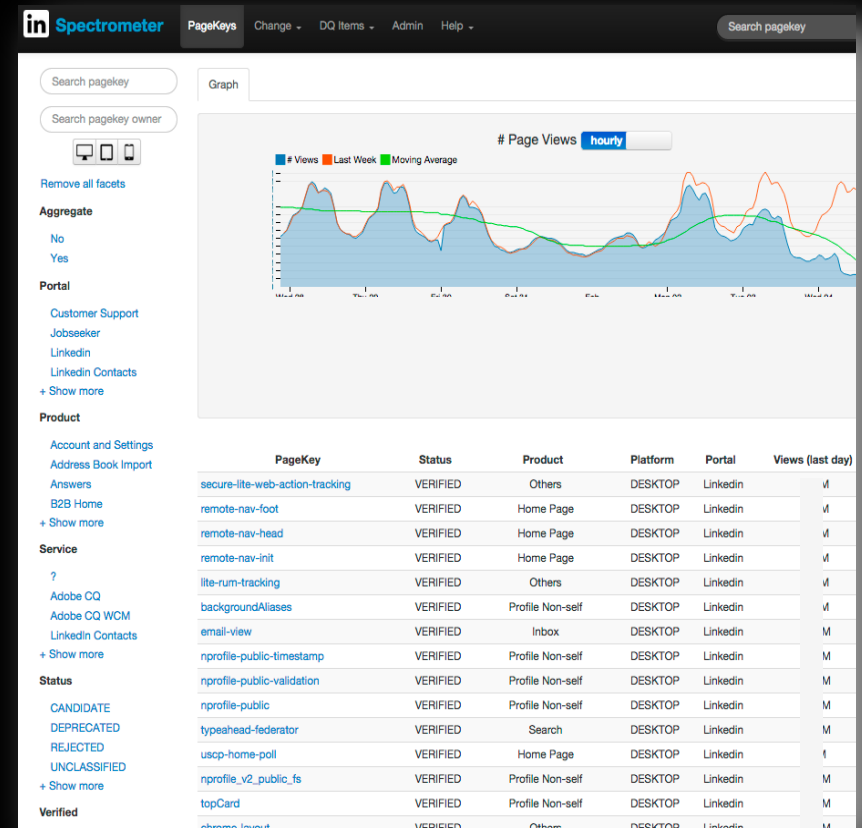 in Spectrometer PageKeys Change DQ Items Admin Help Search pagekey
Search pagekey
Search pagekey owner
Remove all facets
Aggregate
No
Yes
Portal
Customer Support
Jobseeker
Linkedin
Linkedin Contacts
+ Show more
Product
Account and Settings
Address Book Import
Answers
B2B Home
+ Show more
Service
?
Adobe CQ
Adobe CQ WCM
LinkedIn Contacts
+ Show more
Status
CANDIDATE
DEPRECATED
REJECTED
UNCLASSIFIED
+ Show more
Verified
Graph
# Page Views hourly
# Views Last Week Moving Average
PageKey Status Product Platform Portal Views (last day)
secure-lite-web-action-tracking VERIFIED Others DESKTOP Linkedin M
remote-nav-foot VERIFIED Home Page DESKTOP Linkedin M
remote-nav-head VERIFIED Home Page DESKTOP Linkedin M
remote-nav-init VERIFIED Home Page DESKTOP Linkedin M
lite-rum-tracking VERIFIED Others DESKTOP Linkedin M
backgroundAliases VERIFIED Profile Non-self DESKTOP Linkedin M
email-view VERIFIED Inbox DESKTOP Linkedin M
nprofile-public-timestamp VERIFIED Profile Non-self DESKTOP Linkedin M
nprofile-public-validation VERIFIED Profile Non-self DESKTOP Linkedin M
nprofile-public VERIFIED Profile Non-self DESKTOP Linkedin M
typeahead-federator VERIFIED Search DESKTOP Linkedin M
uscp-home-poll VERIFIED Home Page DESKTOP Linkedin
nprofile_v2_public_fs VERIFIED Profile Non-self DESKTOP Linkedin M
topCard VERIFIED Profile Non-self DESKTOP Linkedin M